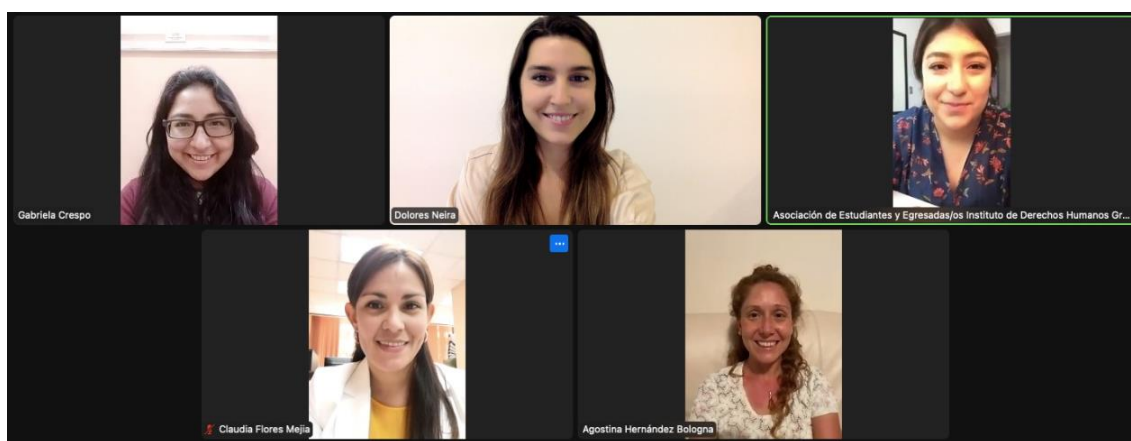 Gabriela Crespo
Dolores Neira
Asociación de Estudiantes y Egresadas/os Instituto de Derechos Humanos Gr...
Claudia Flores Mejia
Agostina Hernández Bologna